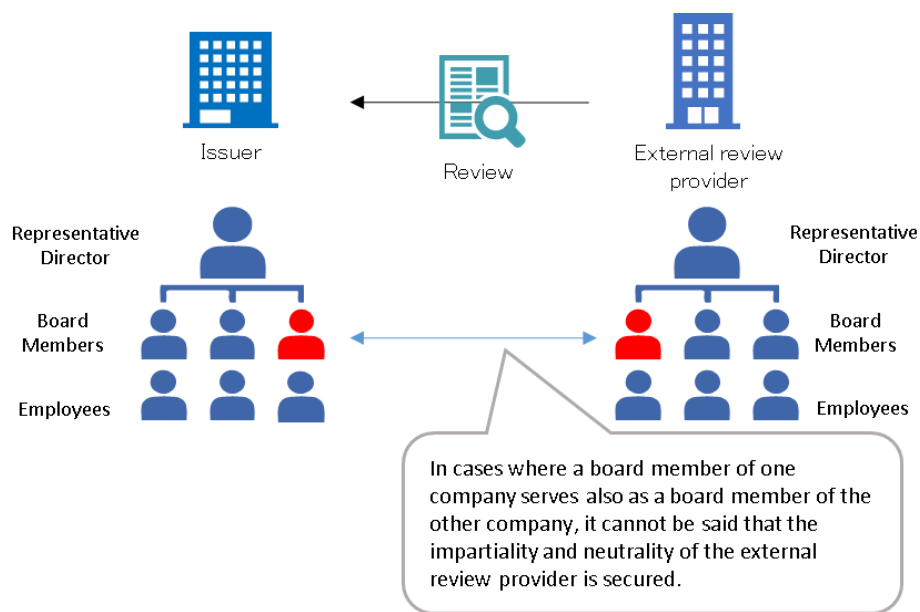 Issuer
Review
External review
provider
Representative
Director
Representative
Director
Board
Members
Board
Members
Employees
Employees
In cases where a board member of one
company serves also as a board member of the
other company, it cannot be said that the
impartiality and neutrality of the external
review provider is secured.